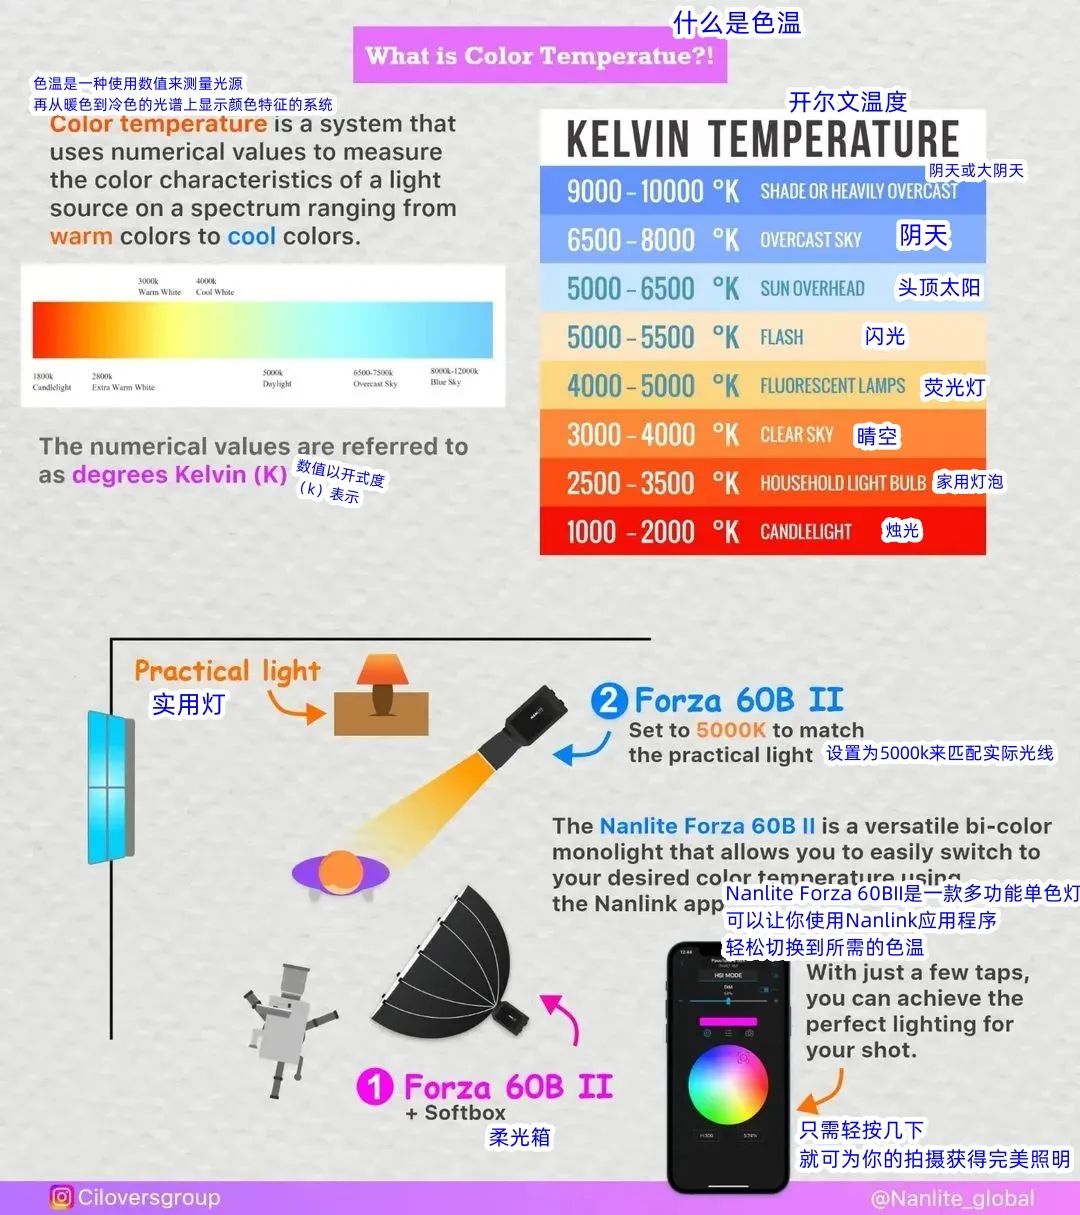 什么是色温
What is Color Temperatue?!
色温是一种使用数值来测量光源
再从暖色到冷色的光谱上显示颜色特征的系统
Color temperature is a system that
uses numerical values to measure
the color characteristics of a light
source on a spectrum ranging from
warm colors to cool colors.
3000k
Warm White
4000k
Cool White
1800k
Candlelight
2800k
Extra Warm White
5000k
Daylight
6500-7500k
Overcast Sky
8000k-12000k
Blue Sky
The numerical values are referred to
as degrees Kelvin (K)
数值以开式度
（k）表示
开尔文温度
KELVIN TEMPERATURE
阴天或大阴天
9000 – 10000 °K SHADE OR HEAVILY OVERCAST
6500 – 8000 °K OVERCAST SKY 阴天
5000 – 6500 °K SUN OVERHEAD 头顶太阳
5000 – 5500 °K FLASH 闪光
4000 – 5000 °K FLUORESCENT LAMPS 荧光灯
3000 – 4000 °K CLEAR SKY 晴空
2500 – 3500 °K HOUSEHOLD LIGHT BULB 家用灯泡
1000 – 2000 °K CANDLELIGHT 烛光
Practical light
实用灯
2 Forza 60B II
Set to 5000K to match
the practical light 设置为5000k来匹配实际光线
The Nanlite Forza 60B II is a versatile bi-color
monolight that allows you to easily switch to
your desired color temperature using
the Nanlink app
Nanlite Forza 60BII是一款多功能单色灯
可以让你使用Nanlink应用程序
轻松切换到所需的色温
12:44
HSI MODE
DIM
With just a few taps,
you can achieve the
perfect lighting for
your shot.
1 Forza 60B II
+ Softbox
柔光箱
只需轻按几下
就可为你的拍摄获得完美照明
Ciloversgroup
@Nanlite_global